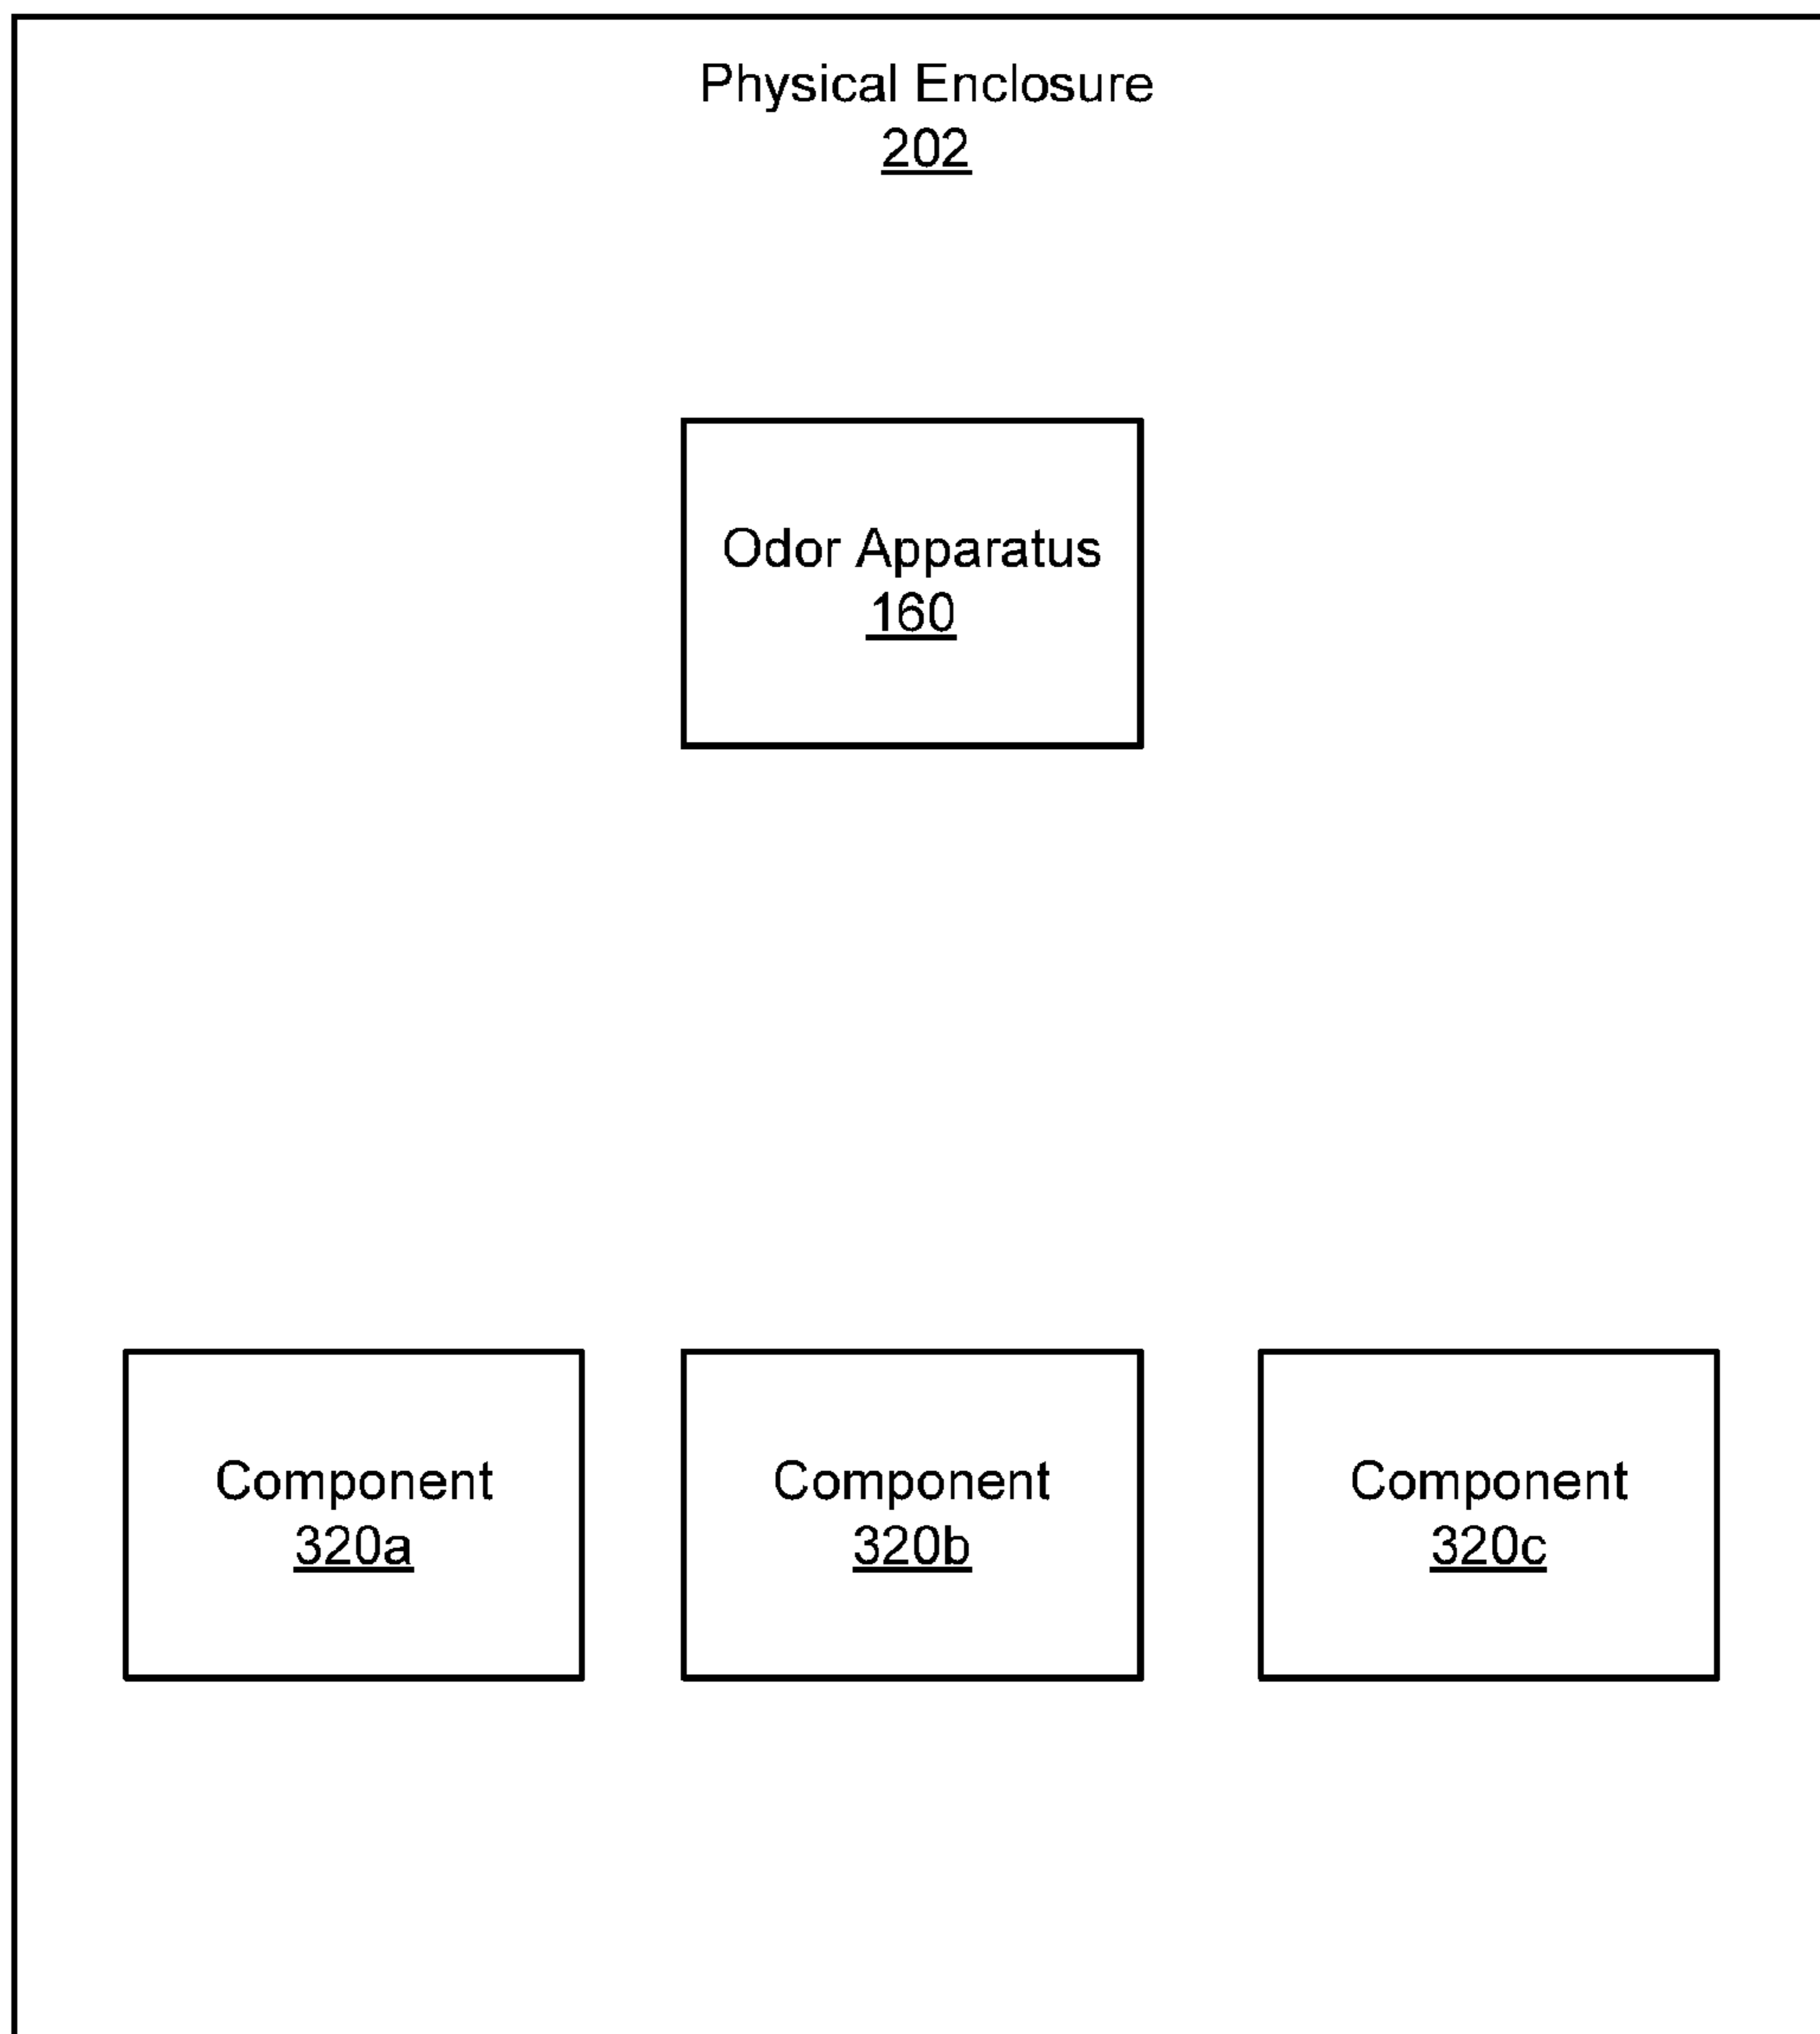 Physical Enclosure
202
Odor Apparatus
160
Component
320a
Component
320b
Component
320c